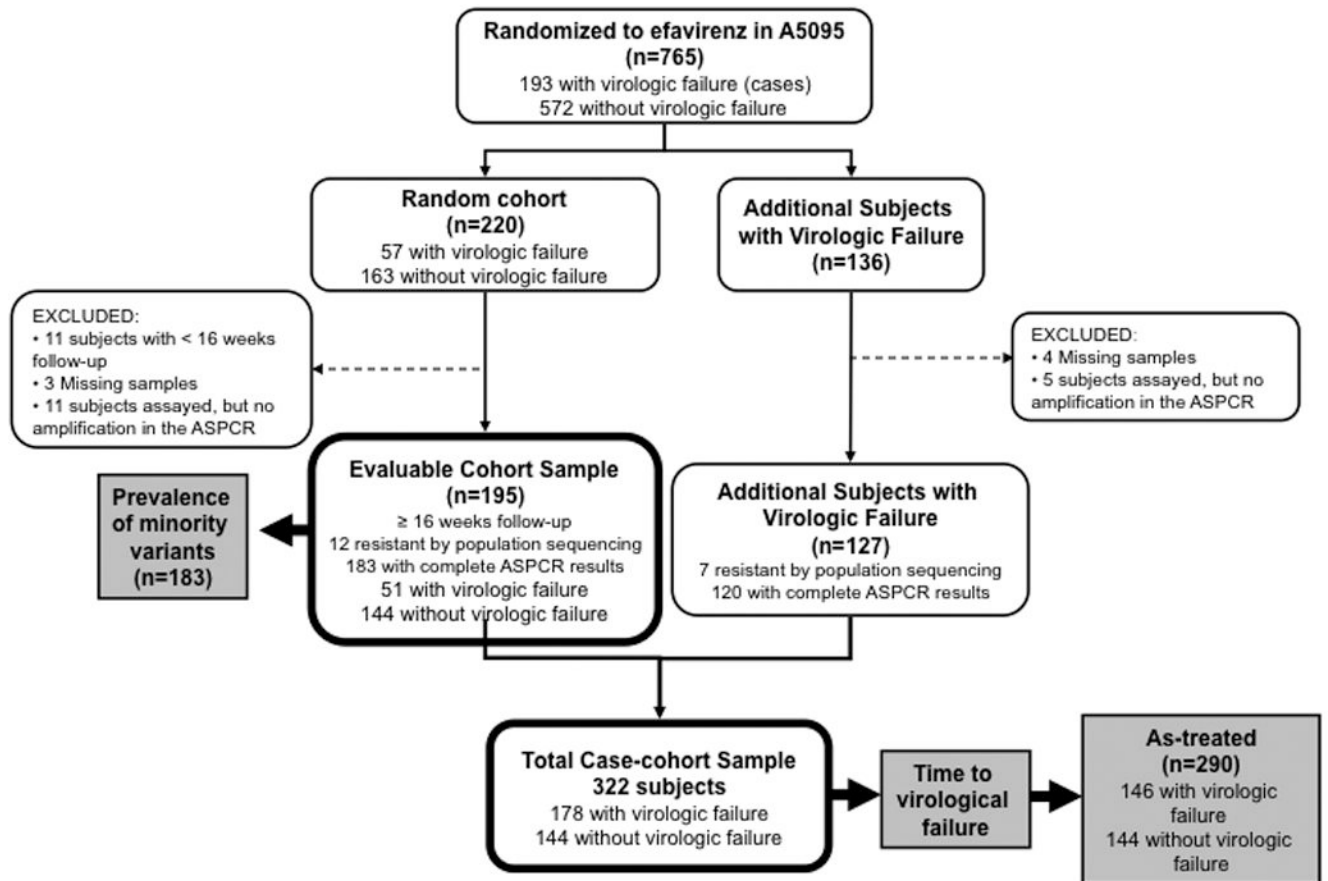 Randomized to efavirenz in A5095
(n=765)
193 with virologic failure (cases)
572 without virologic failure
Random cohort
(n=220)
57 with virologic failure
163 without virologic failure
Additional Subjects
with Virologic Failure
(n=136)
EXCLUDED:
• 11 subjects with < 16 weeks
follow-up
• 3 Missing samples
• 11 subjects assayed, but no
amplification in the ASPCR
EXCLUDED:
• 4 Missing samples
• 5 subjects assayed, but no
amplification in the ASPCR
Prevalence
of minority
variants
(n=183)
Evaluable Cohort Sample
(n=195)
≥ 16 weeks follow-up
12 resistant by population sequencing
183 with complete ASPCR results
51 with virologic failure
144 without virologic failure
Additional Subjects with
Virologic Failure
(n=127)
7 resistant by population sequencing
120 with complete ASPCR results
Total Case-cohort Sample
322 subjects
178 with virologic failure
144 without virologic failure
Time to
virological
failure
As-treated
(n=290)
146 with virologic
failure
144 without virologic
failure